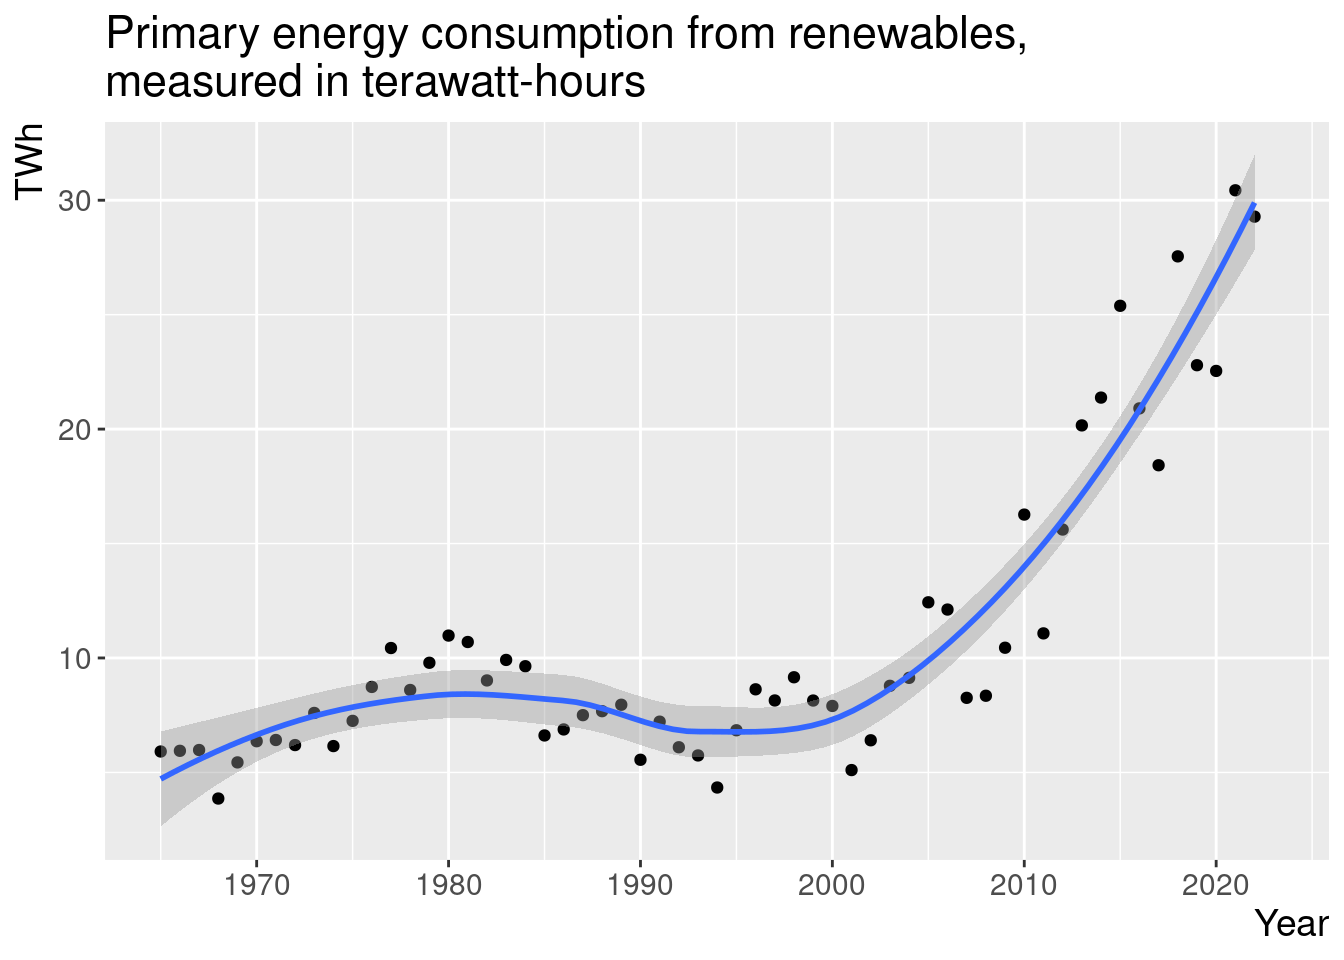 Primary energy consumption from renewables,
measured in terawatt-hours
TWh
30
20
10
1970 1980 1990 2000 2010 2020
Year